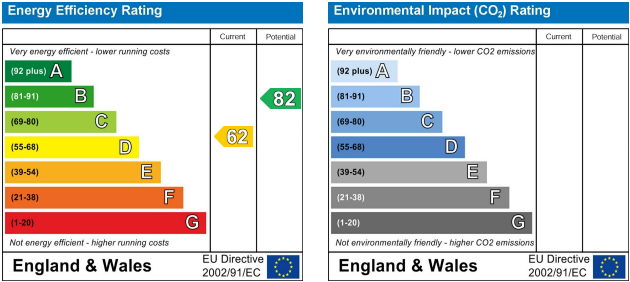 Energy Efficiency Rating
Current
Potential
Very energy efficient - lower running costs
(92 plus) A
(81-91) B
82
(69-80) C
62
(55-68) D
(39-54) E
(21-38) F
(1-20) G
Not energy efficient - higher running costs
England & Wales
EU Directive
2002/91/EC
Environmental Impact (CO₂) Rating
Current
Potential
Very environmentally friendly - lower CO2 emissions
(92 plus) A
(81-91) B
(69-80) C
(55-68) D
(39-54) E
(21-38) F
(1-20) G
Not environmentally friendly - higher CO2 emissions
England & Wales
EU Directive
2002/91/EC